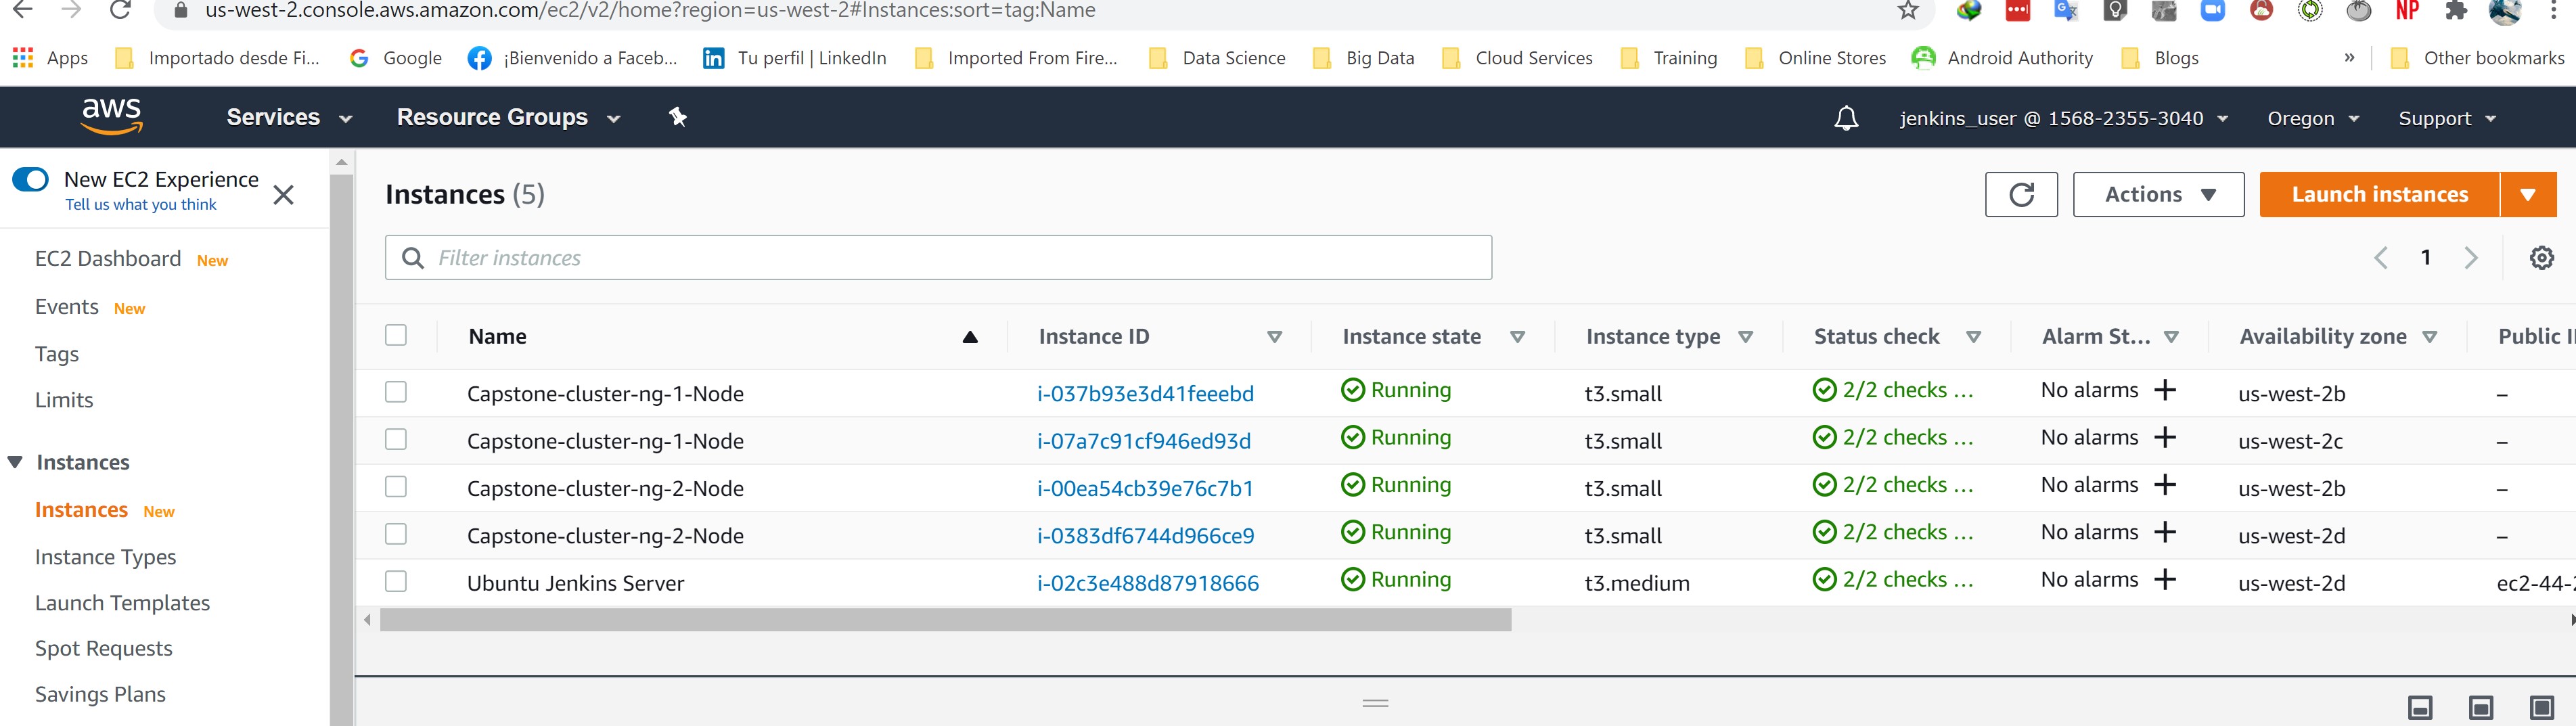 us-west-2.console.aws.amazon.com/ec2/v2/home?region=us-west-2#Instances:sort=tag:Name
NP
Apps Importado desde Fi... Google ¡Bienvenido a Faceb... Tu perfil | LinkedIn Imported From Fire... Data Science Big Data Cloud Services Training Online Stores Android Authority Blogs » Other bookmarks
aws Services Resource Groups jenkins_user @ 1568-2355-3040 Oregon Support
New EC2 Experience
Tell us what you think
EC2 Dashboard New
Events New
Tags
Limits
Instances
Instances New
Instance Types
Launch Templates
Spot Requests
Savings Plans
Instances (5) Actions Launch instances
Filter instances 1
Name Instance ID Instance state Instance type Status check Alarm St... Availability zone Public I
Capstone-cluster-ng-1-Node i-037b93e3d41feeebd Running t3.small 2/2 checks ... No alarms + us-west-2b –
Capstone-cluster-ng-1-Node i-07a7c91cf946ed93d Running t3.small 2/2 checks ... No alarms + us-west-2c –
Capstone-cluster-ng-2-Node i-00ea54cb39e76c7b1 Running t3.small 2/2 checks ... No alarms + us-west-2b –
Capstone-cluster-ng-2-Node i-0383df6744d966ce9 Running t3.small 2/2 checks ... No alarms + us-west-2d –
Ubuntu Jenkins Server i-02c3e488d87918666 Running t3.medium 2/2 checks ... No alarms + us-west-2d ec2-44-2